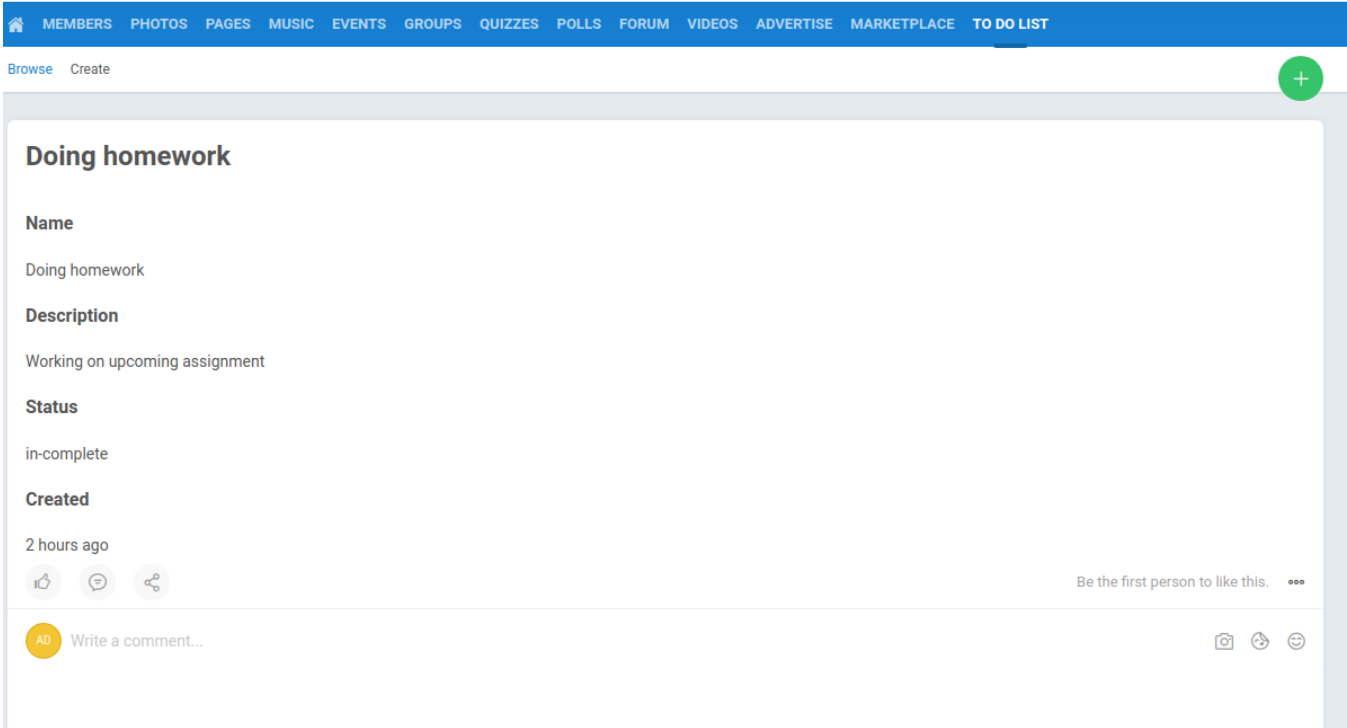 MEMBERS PHOTOS PAGES MUSIC EVENTS GROUPS QUIZZES POLLS FORUM VIDEOS ADVERTISE MARKETPLACE TO DO LIST
Browse Create
Doing homework
Name
Doing homework
Description
Working on upcoming assignment
Status
in-complete
Created
2 hours ago
Be the first person to like this.
AD Write a comment...